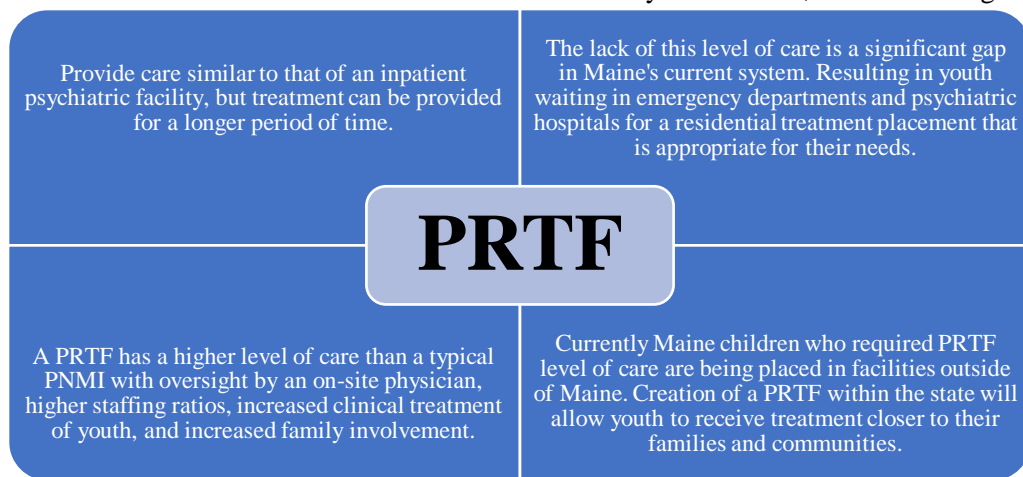 Provide care similar to that of an inpatient
psychiatric facility, but treatment can be provided
for a longer period of time.
The lack of this level of care is a significant gap
in Maine's current system. Resulting in youth
waiting in emergency departments and psychiatric
hospitals for a residential treatment placement that
is appropriate for their needs.
PRTF
A PRTF has a higher level of care than a typical
PNMI with oversight by an on-site physician,
higher staffing ratios, increased clinical treatment
of youth, and increased family involvement.
Currently Maine children who required PRTF
level of care are being placed in facilities outside
of Maine. Creation of a PRTF within the state will
allow youth to receive treatment closer to their
families and communities.